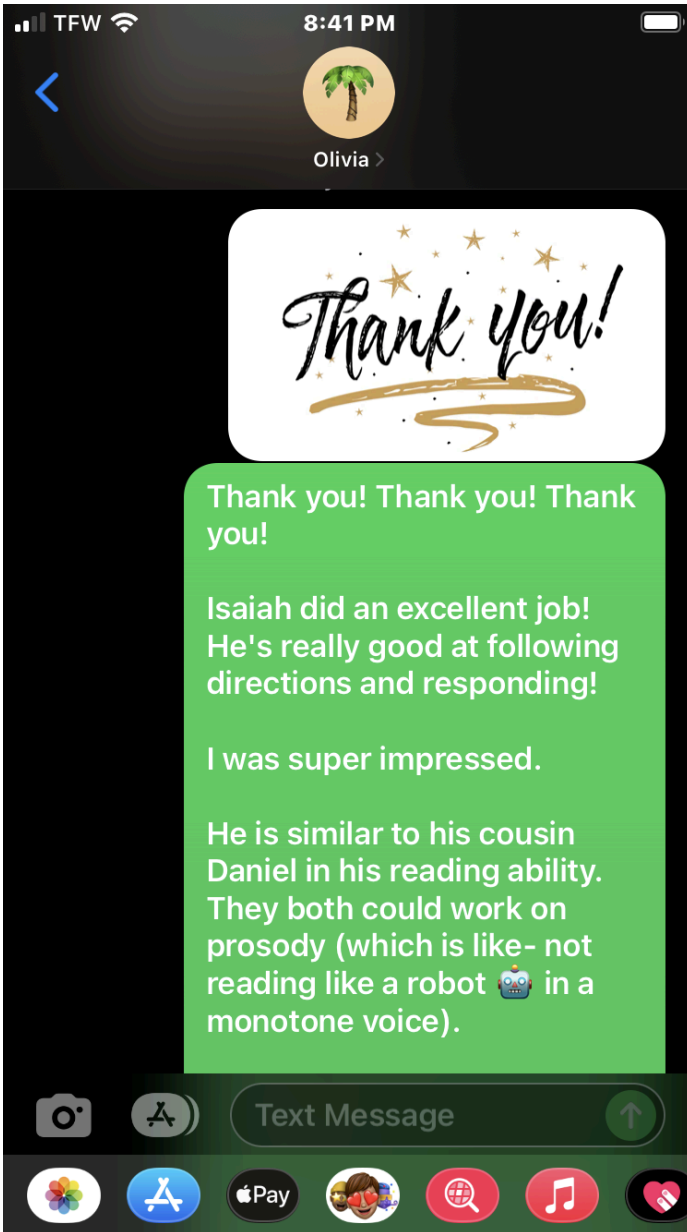 TFW
8:41 PM
Olivia
Thank you!
Thank you! Thank you! Thank
you!
Isaiah did an excellent job!
He's really good at following
directions and responding!
I was super impressed.
He is similar to his cousin
Daniel in his reading ability.
They both could work on
prosody (which is like- not
reading like a robot 🤖 in a
monotone voice).
Text Message
Pay